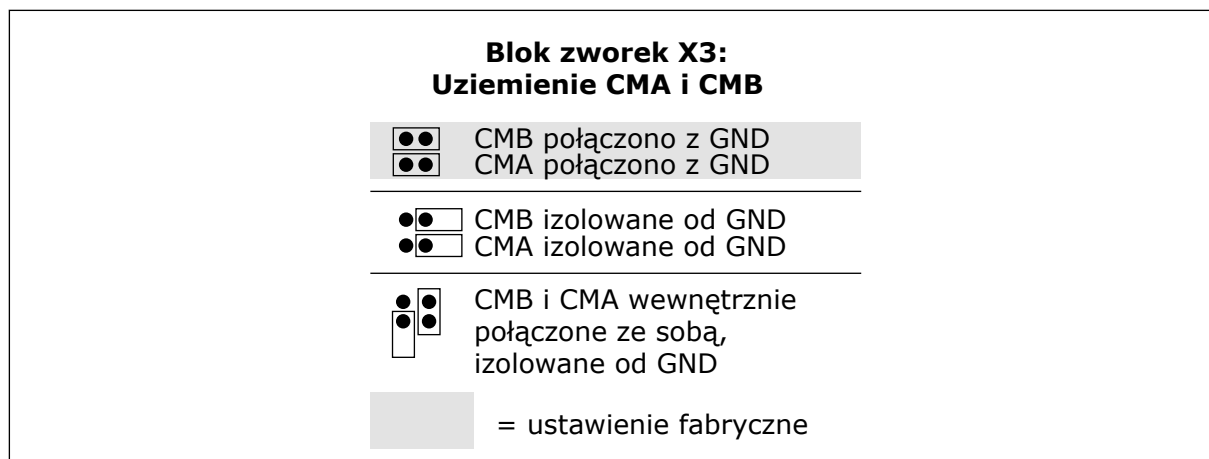 Blok zworek X3:
Uziemienie CMA i CMB
CMB połączono z GND
CMA połączono z GND
CMB izolowane od GND
CMA izolowane od GND
CMB i CMA wewnętrznie
połączone ze sobą,
izolowane od GND
= ustawienie fabryczne